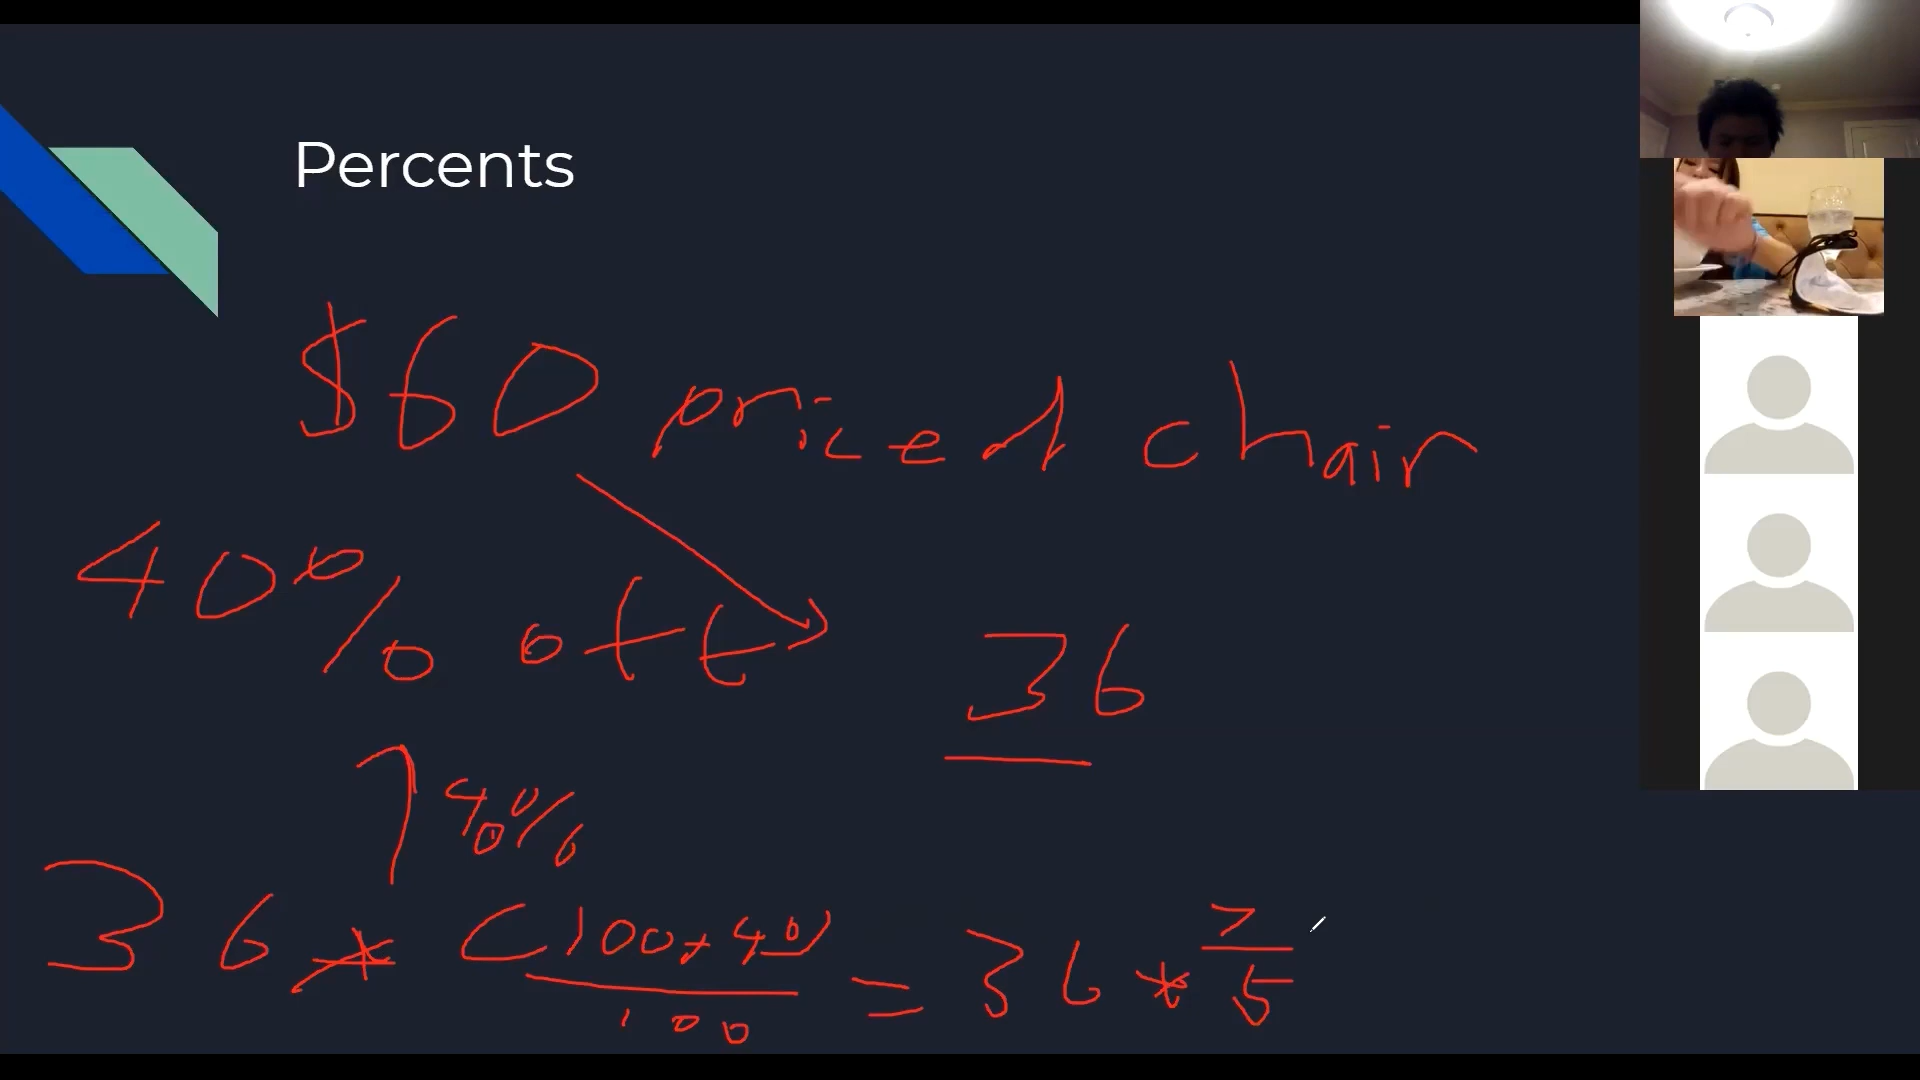 Percents
$60 priced chair
40% off
36
↑ 40%
36 * (100+40)/100 = 36 * 7/5